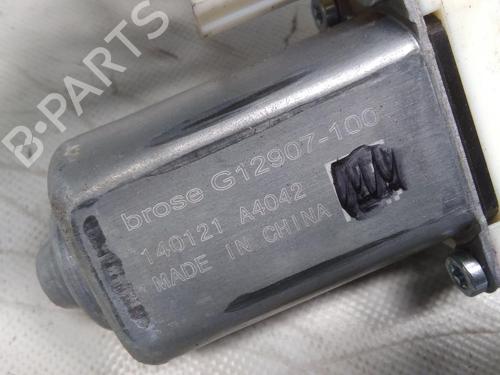 B-PARTS
brose G12907-100
140121 A4042
MADE IN CHINA